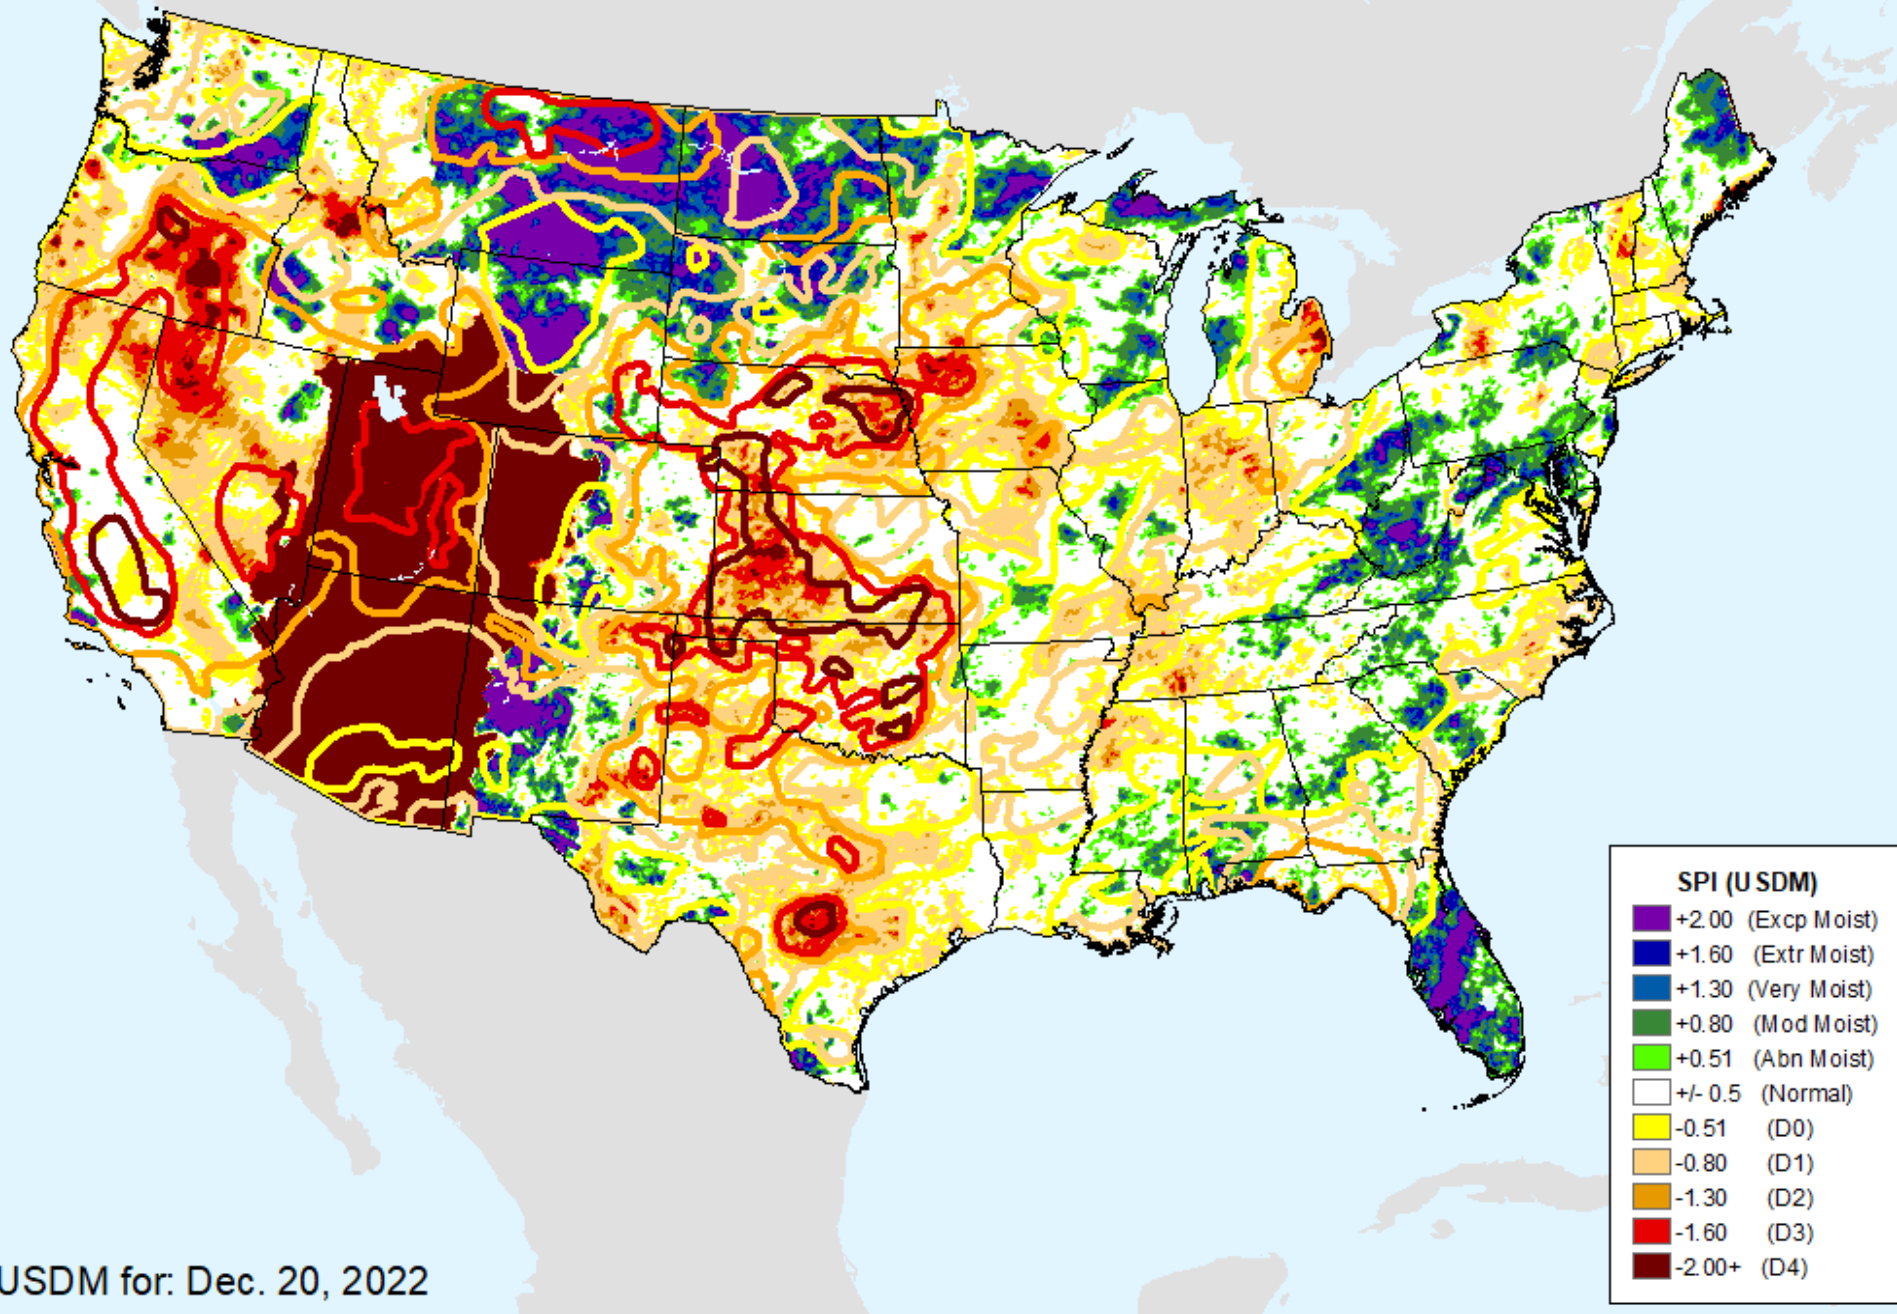 SPI (USDM)
+2.00 (Excp Moist)
+1.60 (Extr Moist)
+1.30 (Very Moist)
+0.80 (Mod Moist)
+0.51 (Abn Moist)
+/- 0.5 (Normal)
-0.51 (D0)
-0.80 (D1)
-1.30 (D2)
-1.60 (D3)
-2.00+ (D4)
USDM for: Dec. 20, 2022